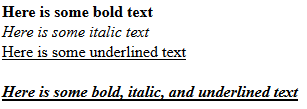 Here is some bold text
Here is some italic text
Here is some underlined text
Here is some bold, italic, and underlined text